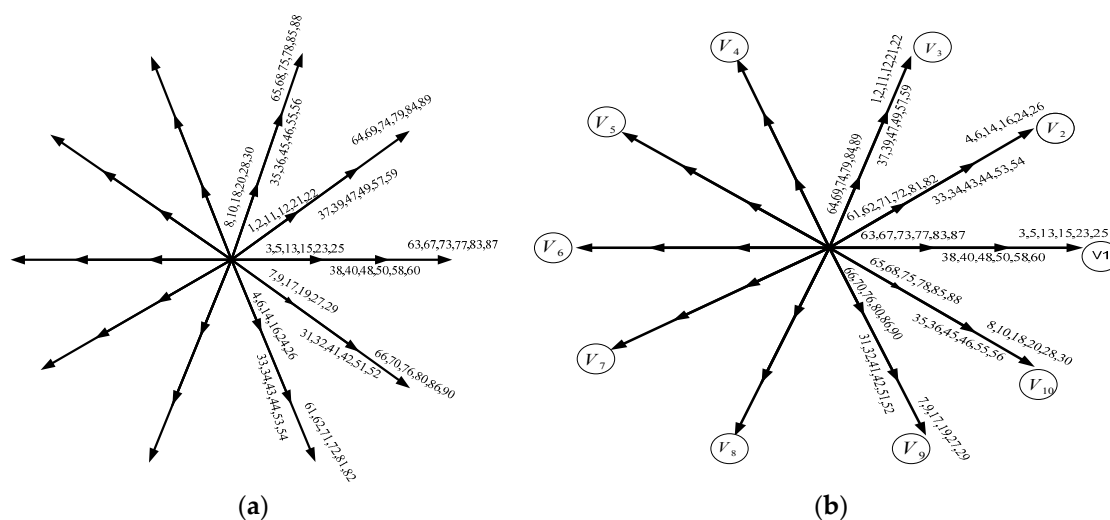 65,68,75,78,85,88
35,36,45,46,55,56
8,10,18,20,28,30
64,69,74,79,84,89
37,39,47,49,57,59
1,2,11,12,21,22
3,5,13,15,23,25
38,40,48,50,58,60
63,67,73,77,83,87
7,9,17,19,27,29
31,32,41,42,51,52
66,70,76,80,86,90
4,6,14,16,24,26
33,34,43,44,53,54
61,62,71,72,81,82
(a)
V4
V3
1,2,11,12,21,22
37,39,47,49,57,59
64,69,74,79,84,89
V5
4,6,14,16,24,26
V2
61,62,71,72,81,82
33,34,43,44,53,54
V6
63,67,73,77,83,87
3,5,13,15,23,25
38,40,48,50,58,60
V1
65,68,75,78,85,88
35,36,45,46,55,56
8,10,18,20,28,30
V10
66,70,76,80,86,90
31,32,41,42,51,52
7,9,17,19,27,29
V7
V8
V9
(b)